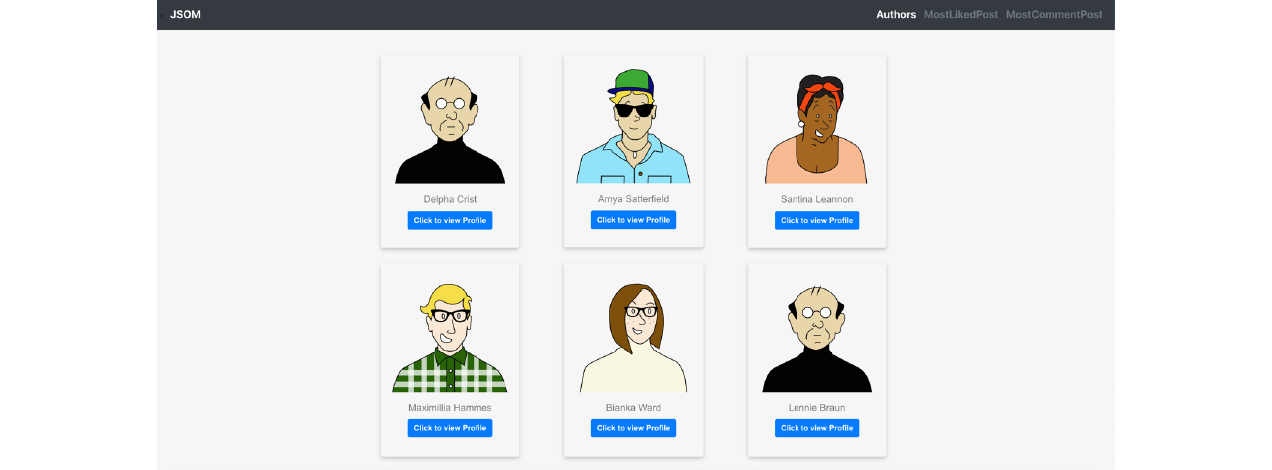 JSOM
Authors MostLikedPost MostCommentPost
Delpha Crist
Click to view Profile
Amya Satterfield
Click to view Profile
Santina Leannon
Click to view Profile
Maximillia Hammes
Click to view Profile
Bianka Ward
Click to view Profile
Lennie Braun
Click to view Profile